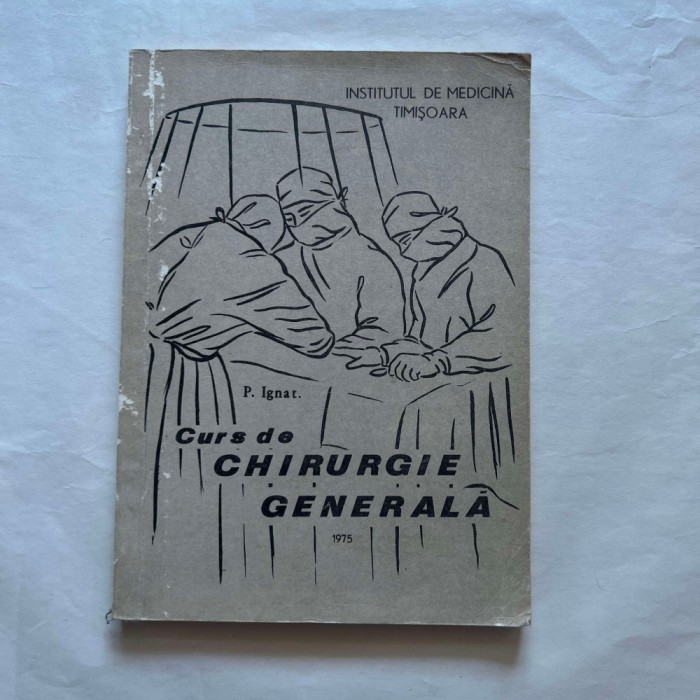 INSTITUTUL DE MEDICINĂ
TIMIȘOARA
P. Ignat.
Curs de
CHIRURGIE
GENERALĂ
1975